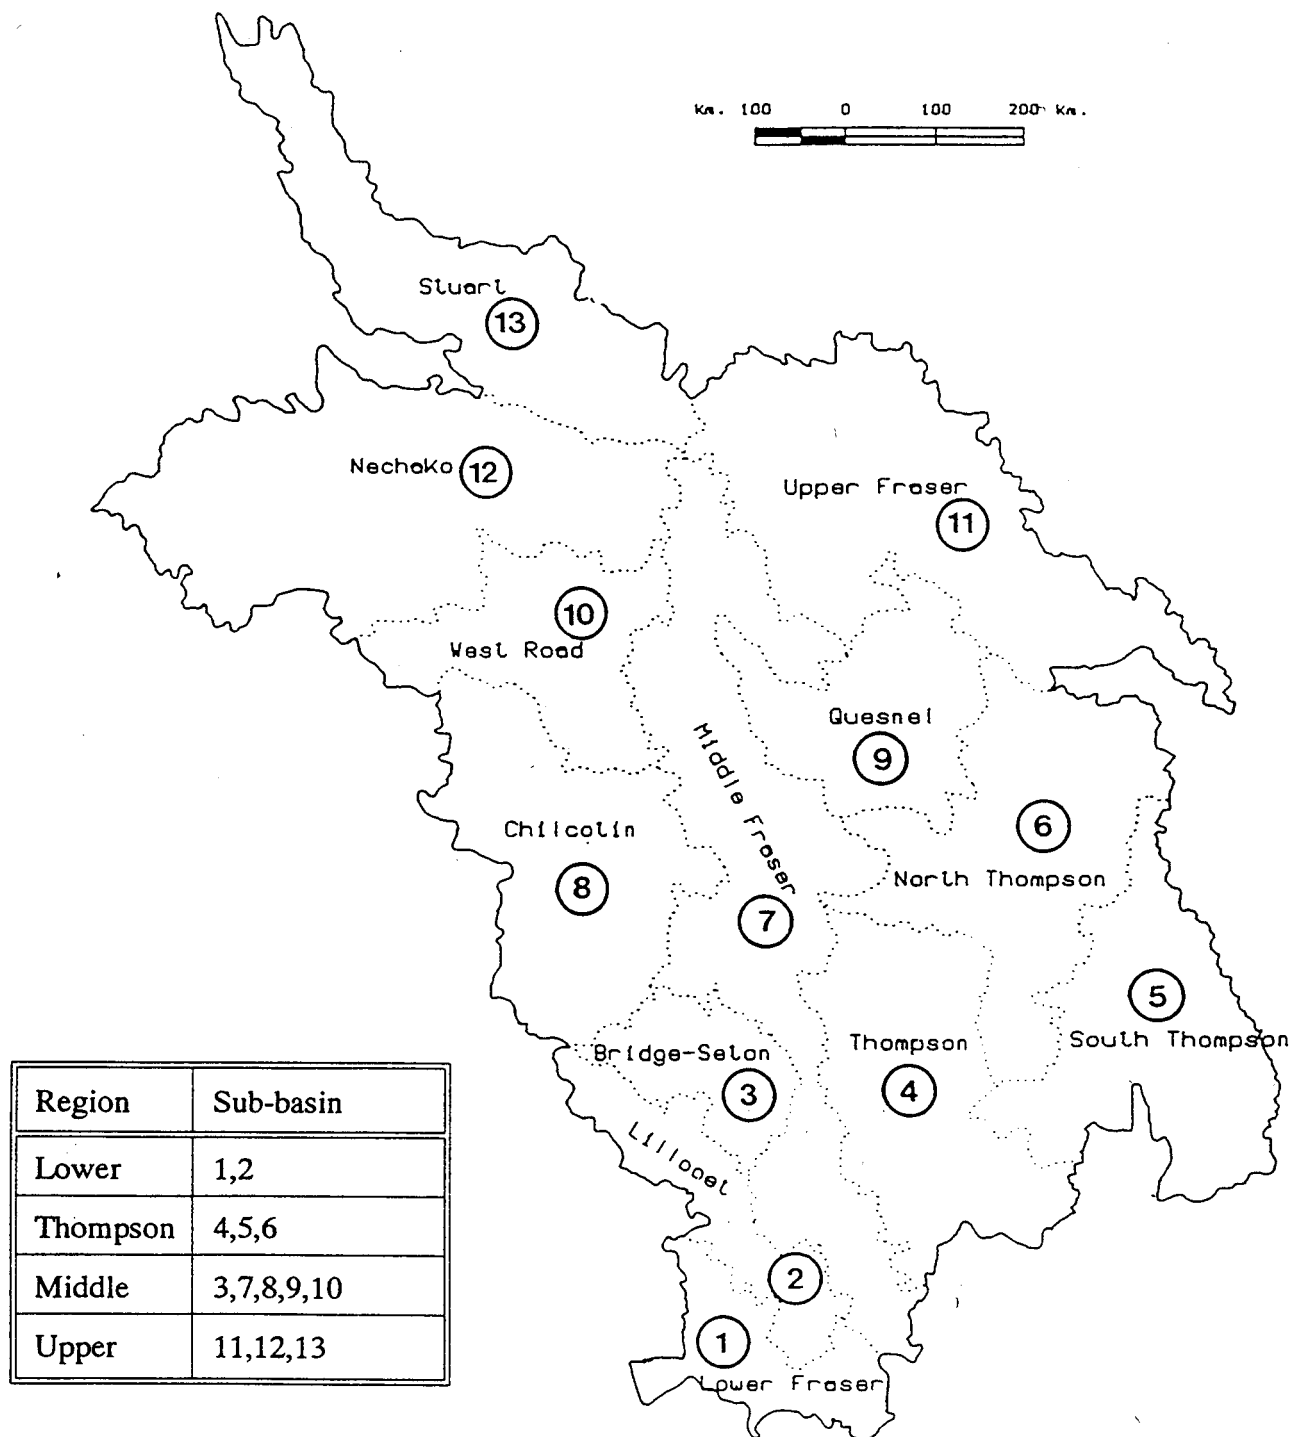 Km. 100 0 100 200 Km.
Stuart
13
Nechako 12
Upper Fraser
11
10
West Road
Quesnel
9
Middle Fraser
6
Chilcotin
North Thompson
8
7
5
South Thompson
Bridge-Seton
Thompson
3
4
Lillooet
2
1
Lower Fraser
Region Sub-basin
Lower 1,2
Thompson 4,5,6
Middle 3,7,8,9,10
Upper 11,12,13